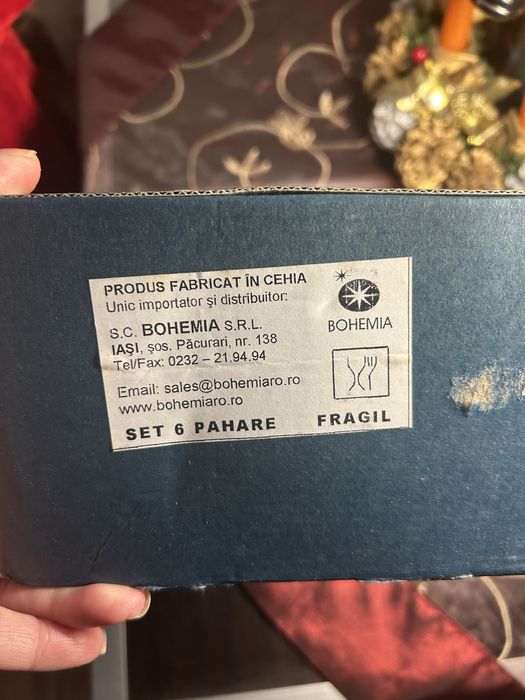 PRODUS FABRICAT ÎN CEHIA
Unic importator și distribuitor:
S.C. BOHEMIA S.R.L.
IAȘI, șos. Păcurari, nr. 138
Tel/Fax: 0232 – 21.94.94
Email: sales@bohemiaro.ro
www.bohemiaro.ro
SET 6 PAHARE
BOHEMIA
FRAGIL